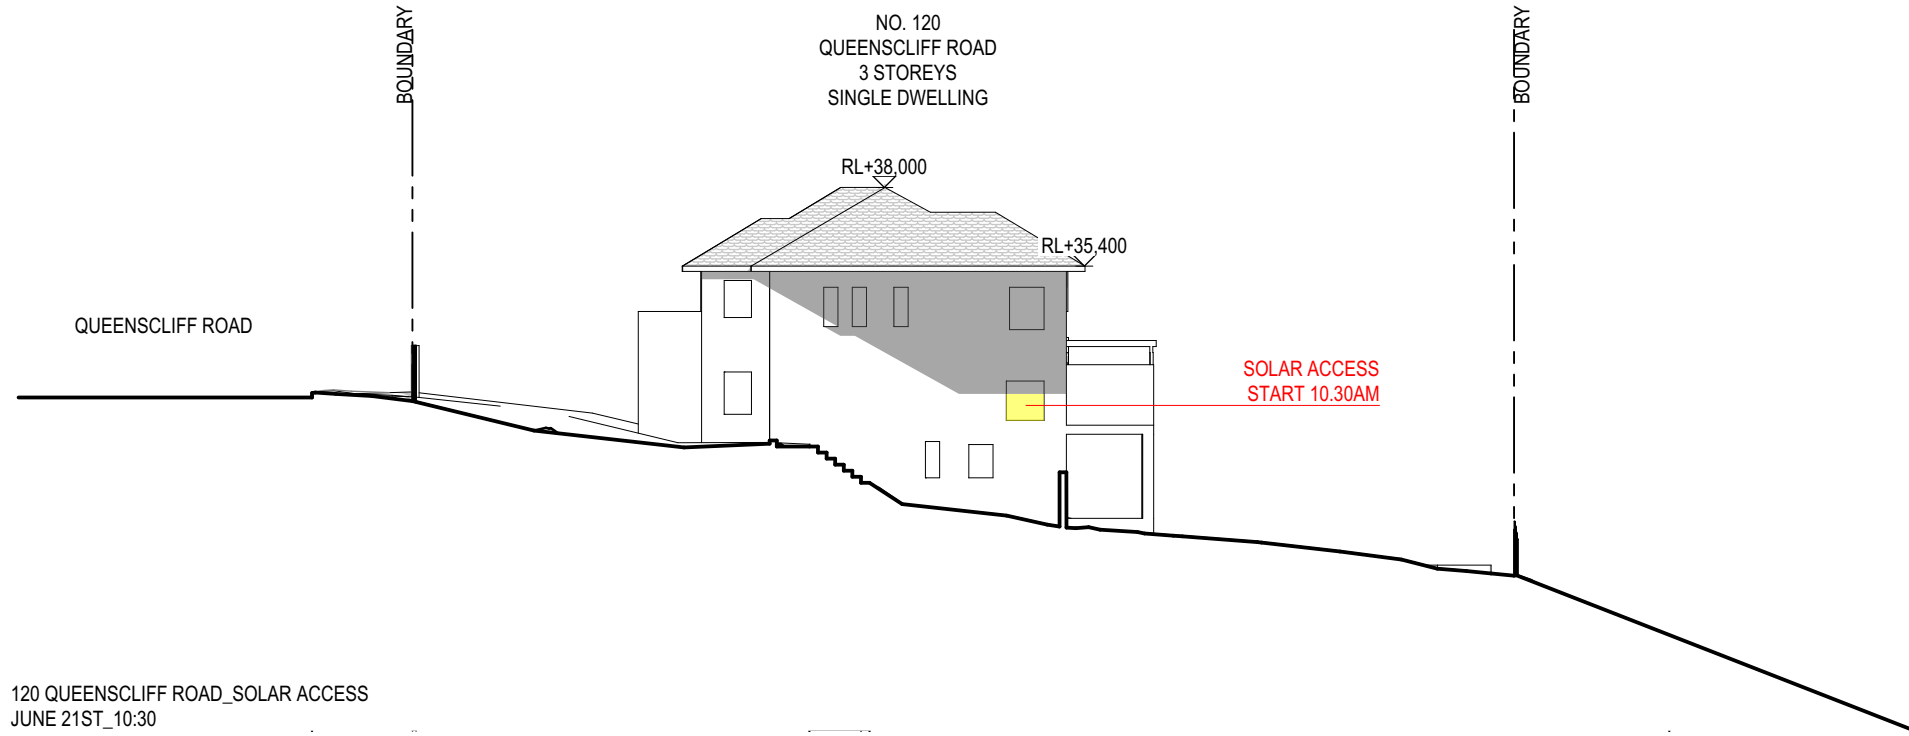 BOUNDARY
NO. 120
QUEENSCLIFF ROAD
3 STOREYS
SINGLE DWELLING
BOUNDARY
RL+38,000
RL+35,400
QUEENSCLIFF ROAD
SOLAR ACCESS
START 10.30AM
120 QUEENSCLIFF ROAD_SOLAR ACCESS
JUNE 21ST_10:30